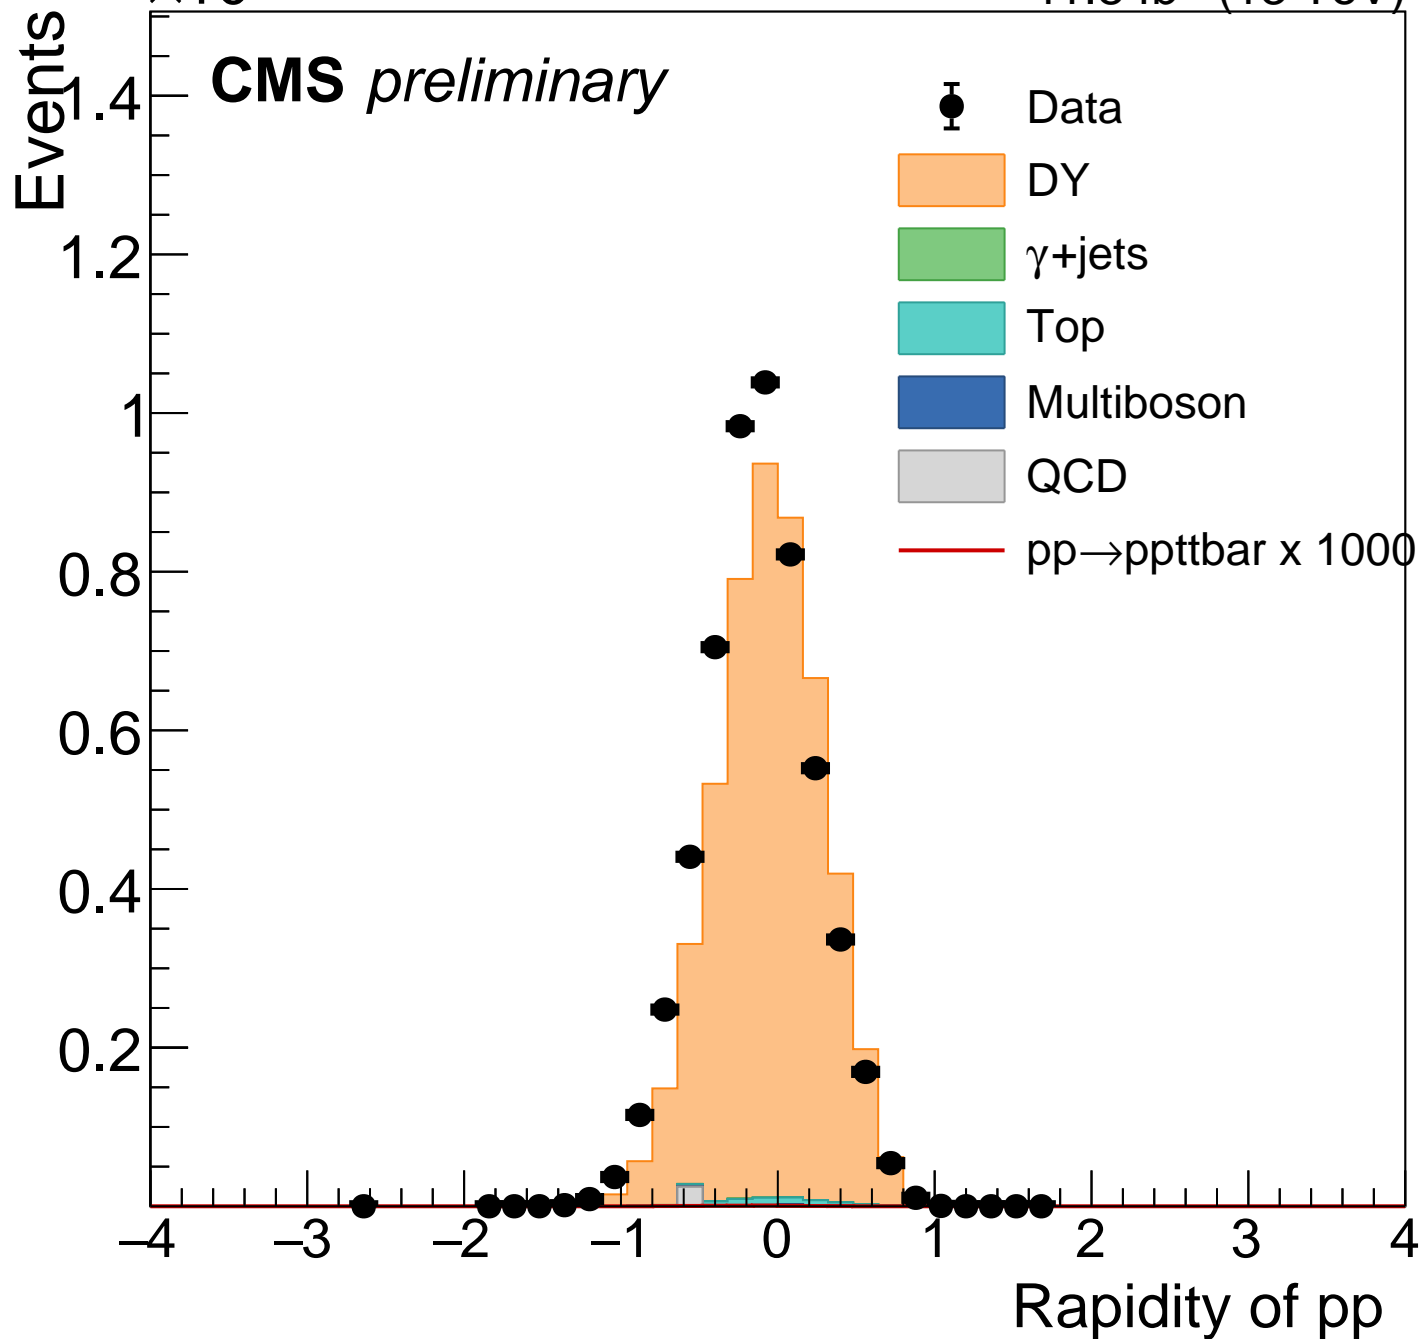 Events
CMS preliminary
Data
DY
γ+jets
Top
Multiboson
QCD
pp→ppttbar x 1000
1.4
1.2
1
0.8
0.6
0.4
0.2
−4 −3 −2 −1 0 1 2 3 4
Rapidity of pp